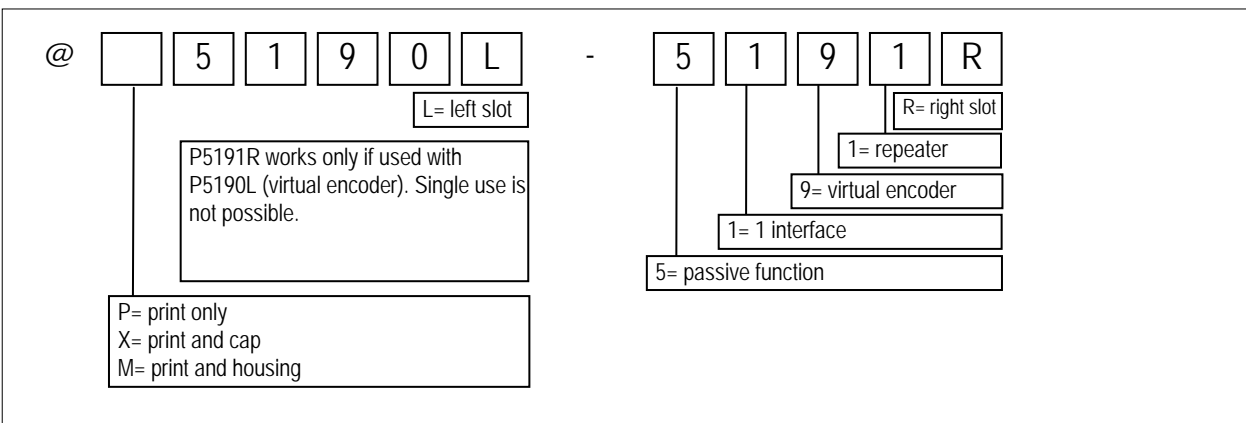 @ 5 1 9 0 L - 5 1 9 1 R
L= left slot
R= right slot
P5191R works only if used with
P5190L (virtual encoder). Single use is
not possible.
1= repeater
9= virtual encoder
1= 1 interface
5= passive function
P= print only
X= print and cap
M= print and housing